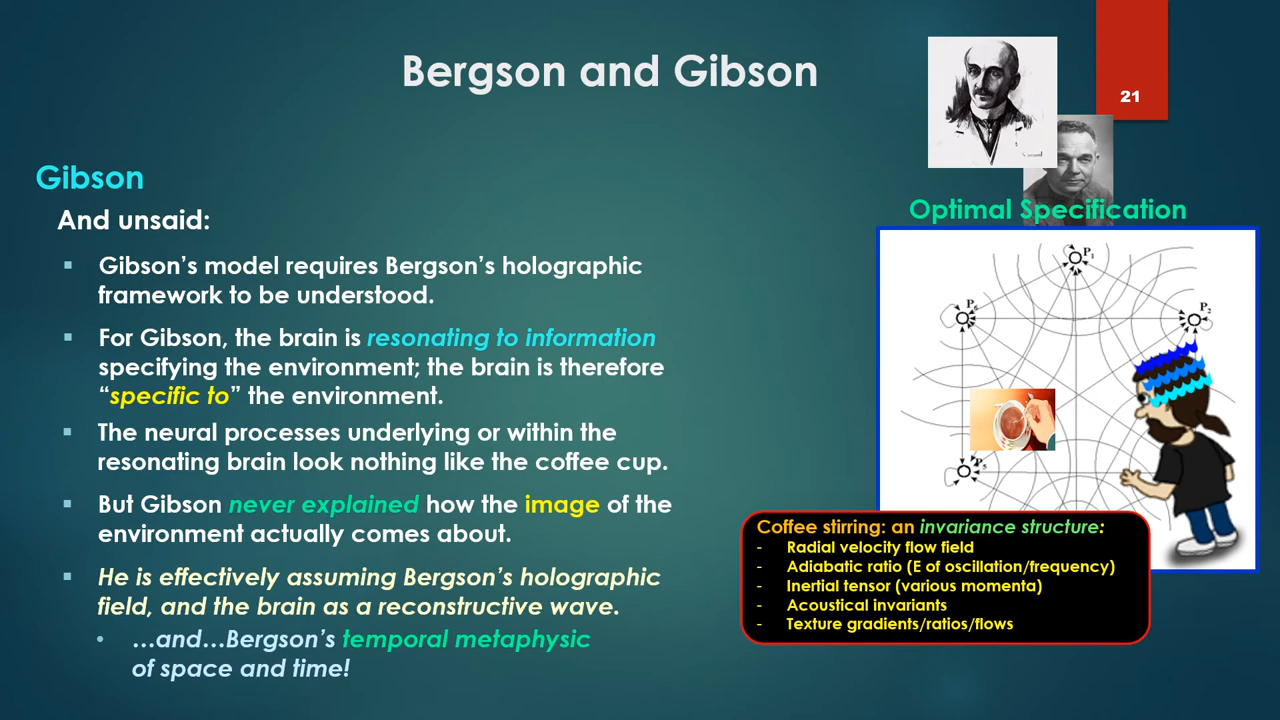 Bergson and Gibson
21
Gibson
And unsaid:
▪ Gibson’s model requires Bergson’s holographic
framework to be understood.
▪ For Gibson, the brain is resonating to information
specifying the environment; the brain is therefore
“specific to” the environment.
▪ The neural processes underlying or within the
resonating brain look nothing like the coffee cup.
▪ But Gibson never explained how the image of the
environment actually comes about.
▪ He is effectively assuming Bergson’s holographic
field, and the brain as a reconstructive wave.
• …and…Bergson’s temporal metaphysic
of space and time!
Optimal Specification
P1
P6
P2
P5
Coffee stirring: an invariance structure:
- Radial velocity flow field
- Adiabatic ratio (E of oscillation/frequency)
- Inertial tensor (various momenta)
- Acoustical invariants
- Texture gradients/ratios/flows